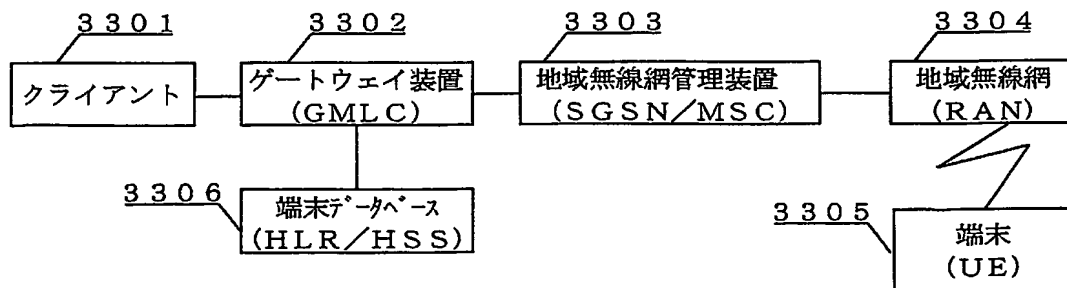 3301
3302
3303
3304
クライアント
ゲートウェイ装置
(GMLC)
地域無線網管理装置
(SGSN/MSC)
地域無線網
(RAN)
3306
端末データベース
(HLR/HSS)
3305
端末
(UE)